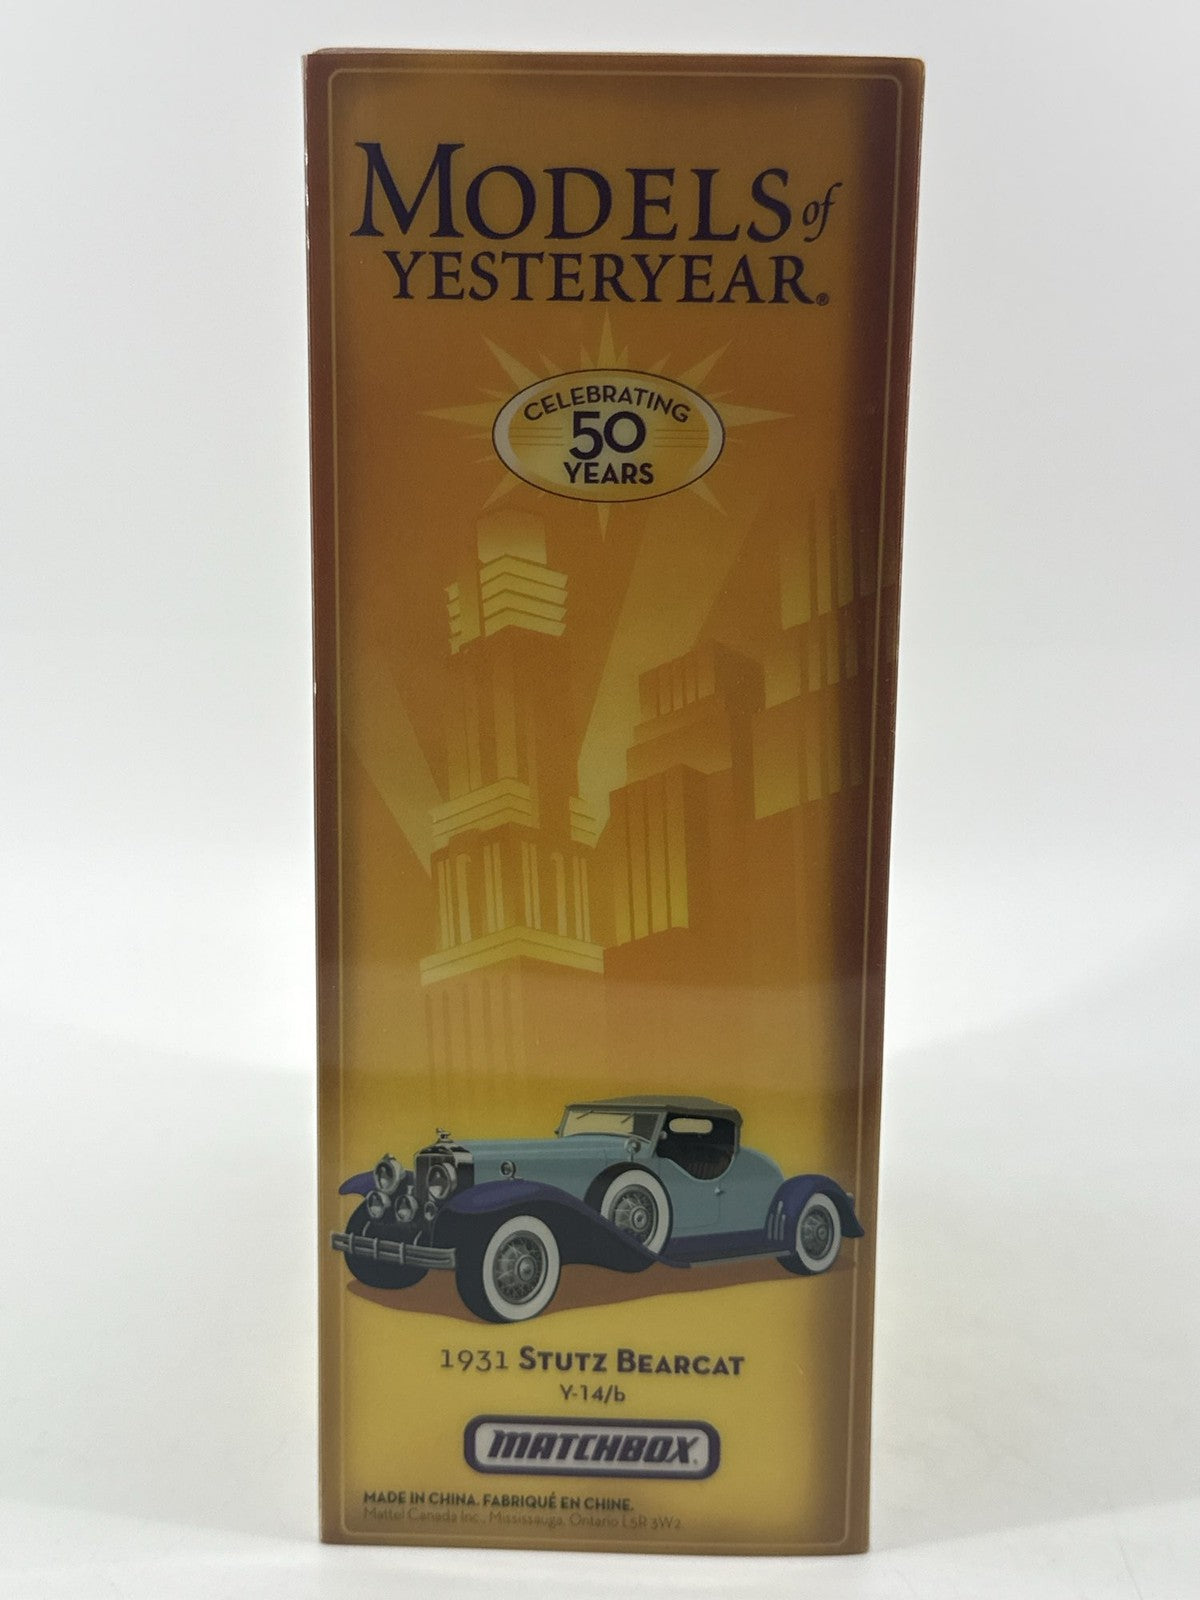 MODELS of
YESTERYEAR®
CELEBRATING
50
YEARS
1931 STUTZ BEARCAT
Y-14/b
MATCHBOX®
MADE IN CHINA. FABRIQUÉ EN CHINE.
Mattel Canada Inc., Mississauga, Ontario L5R 3W2